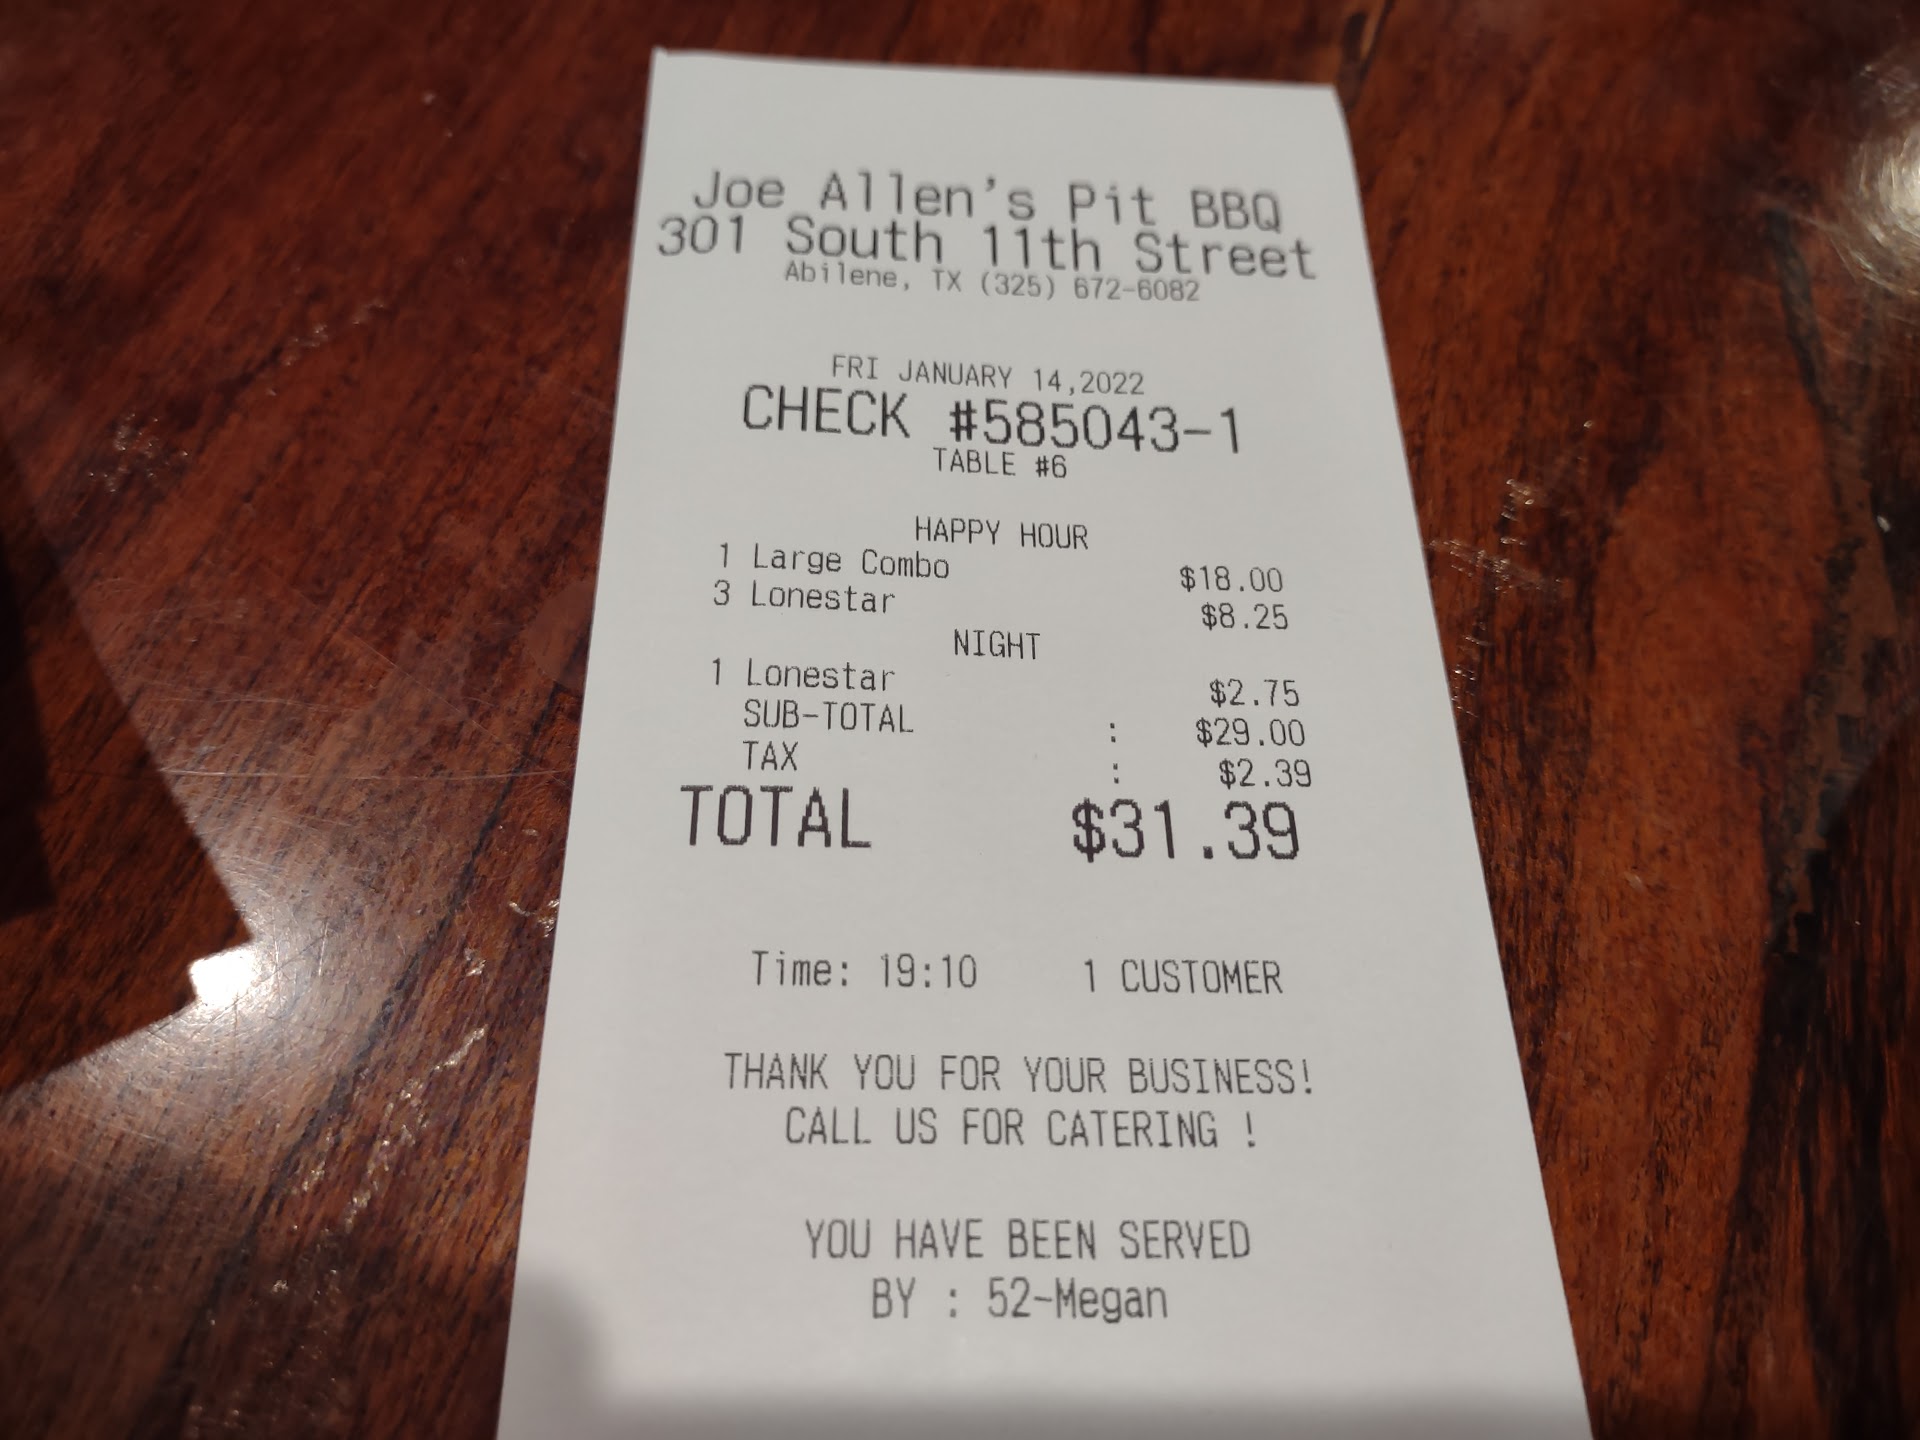 Joe Allen's Pit BBQ
301 South 11th Street
Abilene, TX (325) 672-6082
FRI JANUARY 14,2022
CHECK #585043-1
TABLE #6
HAPPY HOUR
1 Large Combo $18.00
3 Lonestar $8.25
NIGHT
1 Lonestar $2.75
SUB-TOTAL : $29.00
TAX : $2.39
TOTAL $31.39
Time: 19:10 1 CUSTOMER
THANK YOU FOR YOUR BUSINESS!
CALL US FOR CATERING !
YOU HAVE BEEN SERVED
BY : 52-Megan